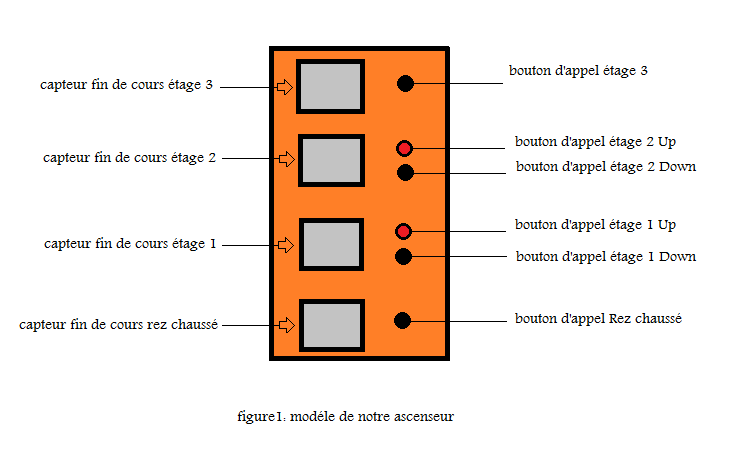 capteur fin de cours étage 3
bouton d'appel étage 3
capteur fin de cours étage 2
bouton d'appel étage 2 Up
bouton d'appel étage 2 Down
capteur fin de cours étage 1
bouton d'appel étage 1 Up
bouton d'appel étage 1 Down
capteur fin de cours rez chaussé
bouton d'appel Rez chaussé
figure1: modéle de notre ascenseur